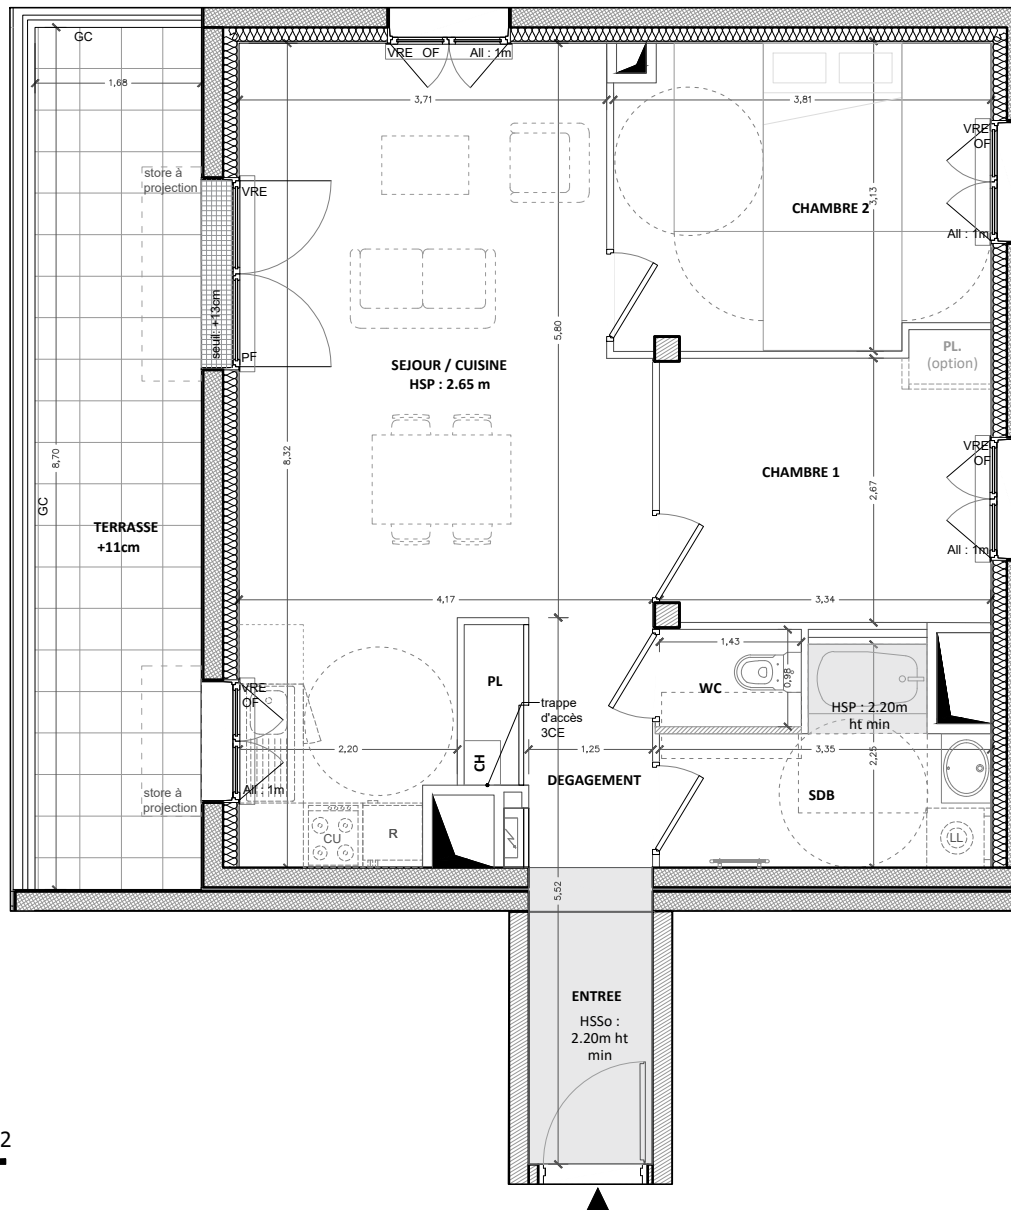 GC
VRE OF
All : 1m
1,68
3,71
3,81
VRE
OF
store à
projection
VRE
CHAMBRE 2
3,13
All : 1m
seuil: +13cm
5,80
PF
SEJOUR / CUISINE
HSP : 2.65 m
PL.
(option)
8,70
8,32
GC
CHAMBRE 1
VRE
OF
2,67
TERRASSE
+11cm
All : 1m
4,17
3,34
1,43
0,98
PL
WC
VRE
OF
trappe
d'accès
3CE
HSP : 2.20m
ht min
2,20
1,25
3,35
2,25
CH
DEGAGEMENT
store à
projection
All : 1m
SDB
CU
R
LL
5,52
ENTREE
HSSo :
2.20m ht
min
2